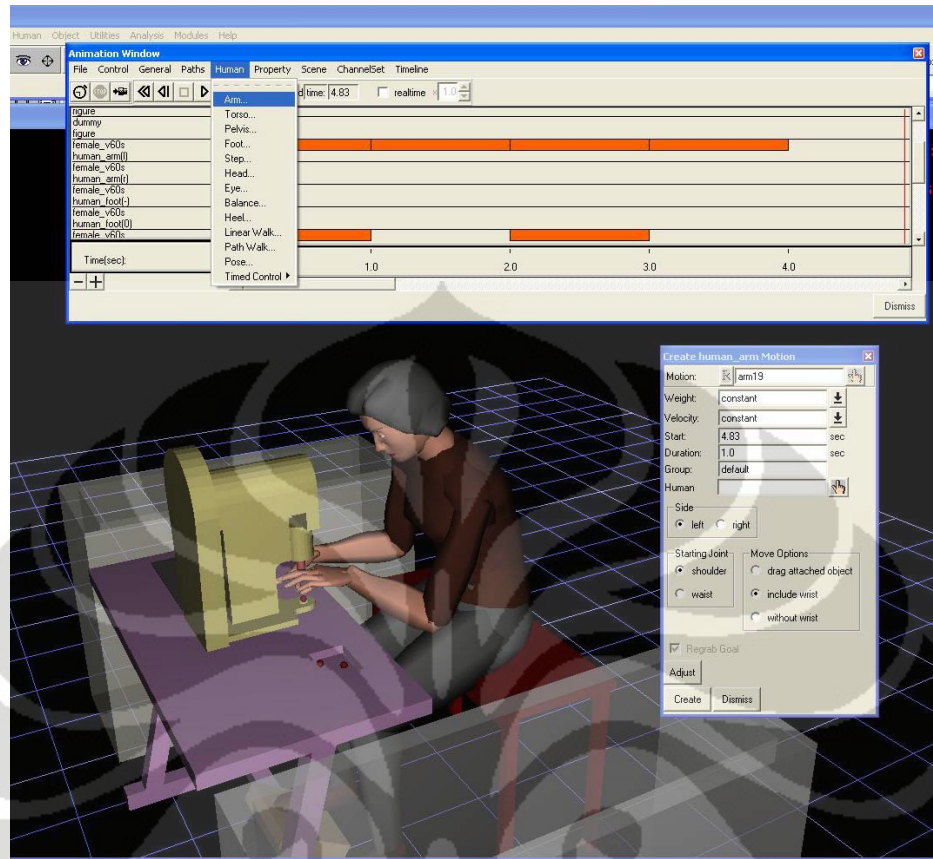 Human Object Utilities Analysis Modules Help
Animation Window
File Control General Paths Human Property Scene ChannelSet Timeline
time: 4.83 realtime × 1.0
Arm...
Torso...
Pelvis...
Foot...
Step...
Head...
Eye...
Balance...
Heel...
Linear Walk...
Path Walk...
Pose...
Timed Control
figure
dummy
figure
female_v60s
human_arm(l)
female_v60s
human_arm(r)
female_v60s
human_foot(-)
female_v60s
human_foot(0)
female_v60s
Time(sec): 1.0 2.0 3.0 4.0
Dismiss
Create human_arm Motion
Motion: arm19
Weight: constant
Velocity: constant
Start: 4.83 sec
Duration: 1.0 sec
Group: default
Human
Side
left right
Starting Joint
shoulder
waist
Move Options
drag attached object
include wrist
without wrist
Regrab Goal
Adjust
Create Dismiss